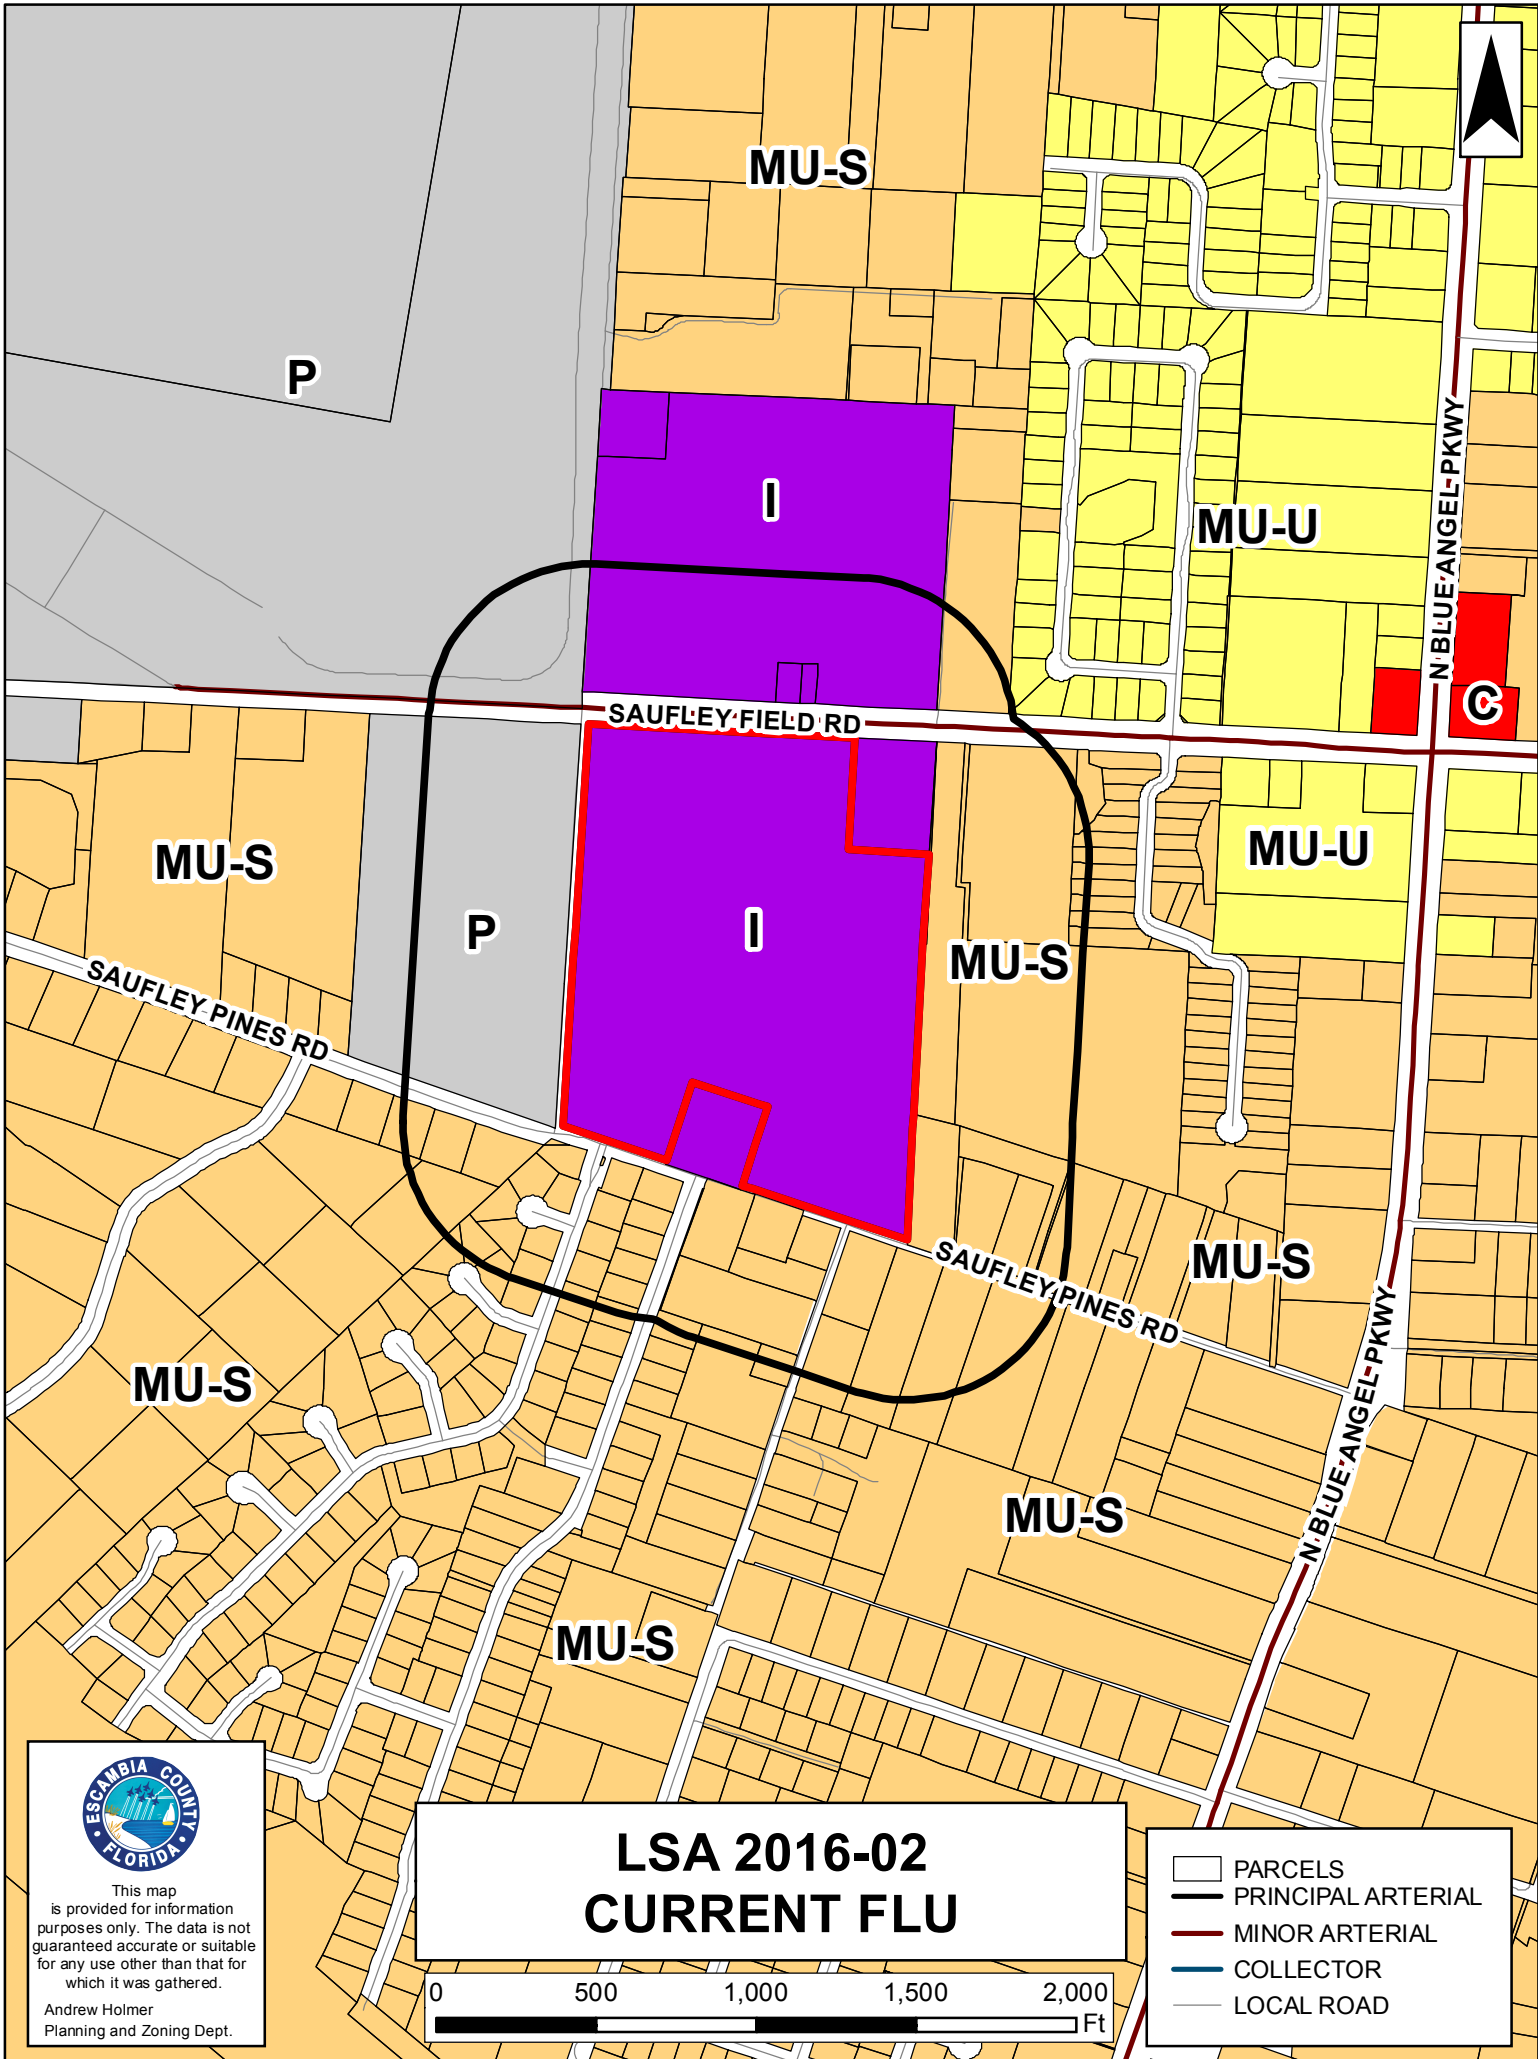 MU-S
P
I
MU-U
N BLUE ANGEL PKWY
C
SAUFLEY FIELD RD
MU-S
MU-U
P
I
MU-S
SAUFLEY PINES RD
SAUFLEY PINES RD
MU-S
MU-S
N BLUE ANGEL PKWY
MU-S
MU-S
ESCAMBIA COUNTY
FLORIDA
This map
is provided for information
purposes only. The data is not
guaranteed accurate or suitable
for any use other than that for
which it was gathered.
Andrew Holmer
Planning and Zoning Dept.
LSA 2016-02
CURRENT FLU
0 500 1,000 1,500 2,000
Ft
PARCELS
PRINCIPAL ARTERIAL
MINOR ARTERIAL
COLLECTOR
LOCAL ROAD